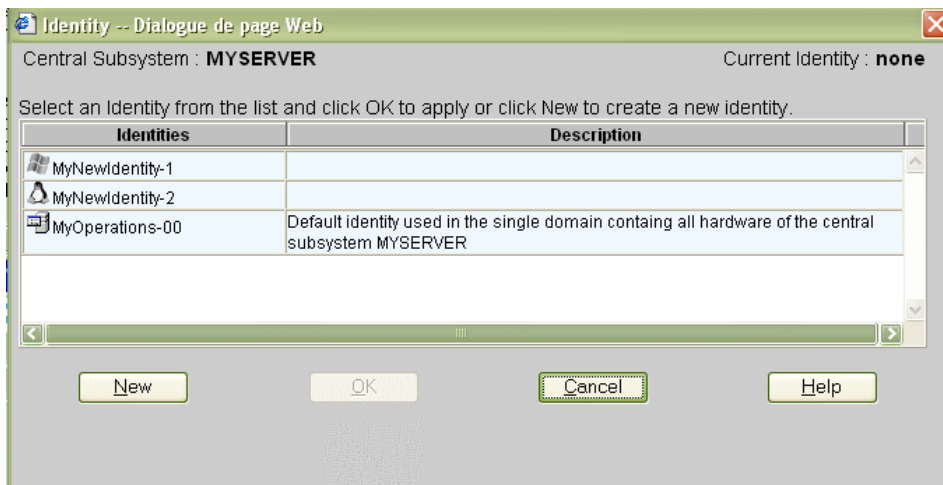 Identity -- Dialogue de page Web
Central Subsystem : MYSERVER Current Identity : none
Select an Identity from the list and click OK to apply or click New to create a new identity.
Identities Description
MyNewIdentity-1
MyNewIdentity-2
MyOperations-00 Default identity used in the single domain containg all hardware of the central
subsystem MYSERVER
New OK Cancel Help